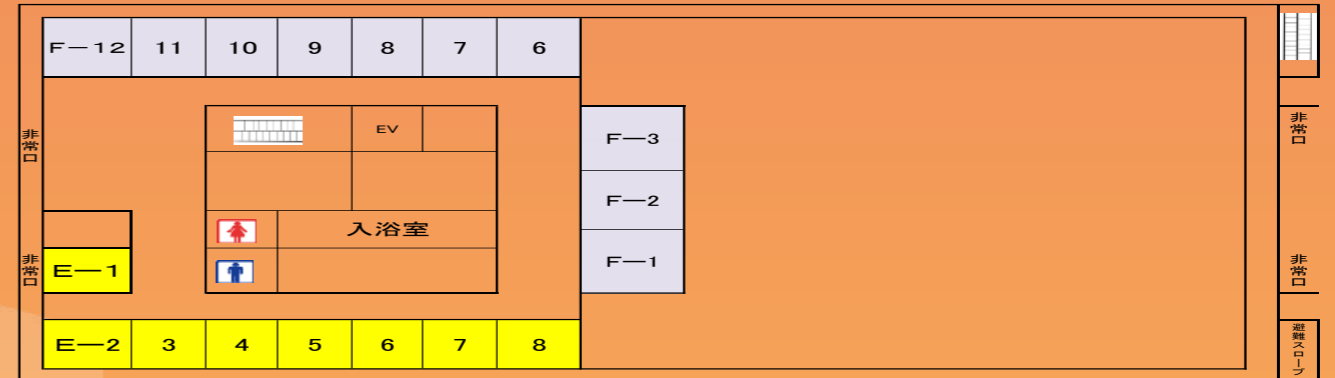 F－12 11 10 9 8 7 6
EV
非常口
非常口
F－3
F－2
入浴室
F－1
E－1
非常口
非常口
E－2 3 4 5 6 7 8
避難スロープ